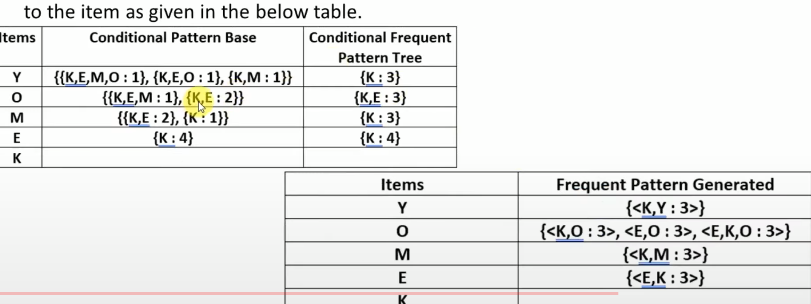 to the item as given in the below table.
Items Conditional Pattern Base Conditional Frequent
Pattern Tree
Y {{K,E,M,O : 1}, {K,E,O : 1}, {K,M : 1}} {K : 3}
O {{K,E,M : 1}, {K,E : 2}} {K,E : 3}
M {{K,E : 2}, {K : 1}} {K : 3}
E {K : 4} {K : 4}
K
Items Frequent Pattern Generated
Y {<K,Y : 3>}
O {<K,O : 3>, <E,O : 3>, <E,K,O : 3>}
M {<K,M : 3>}
E {<E,K : 3>}
K